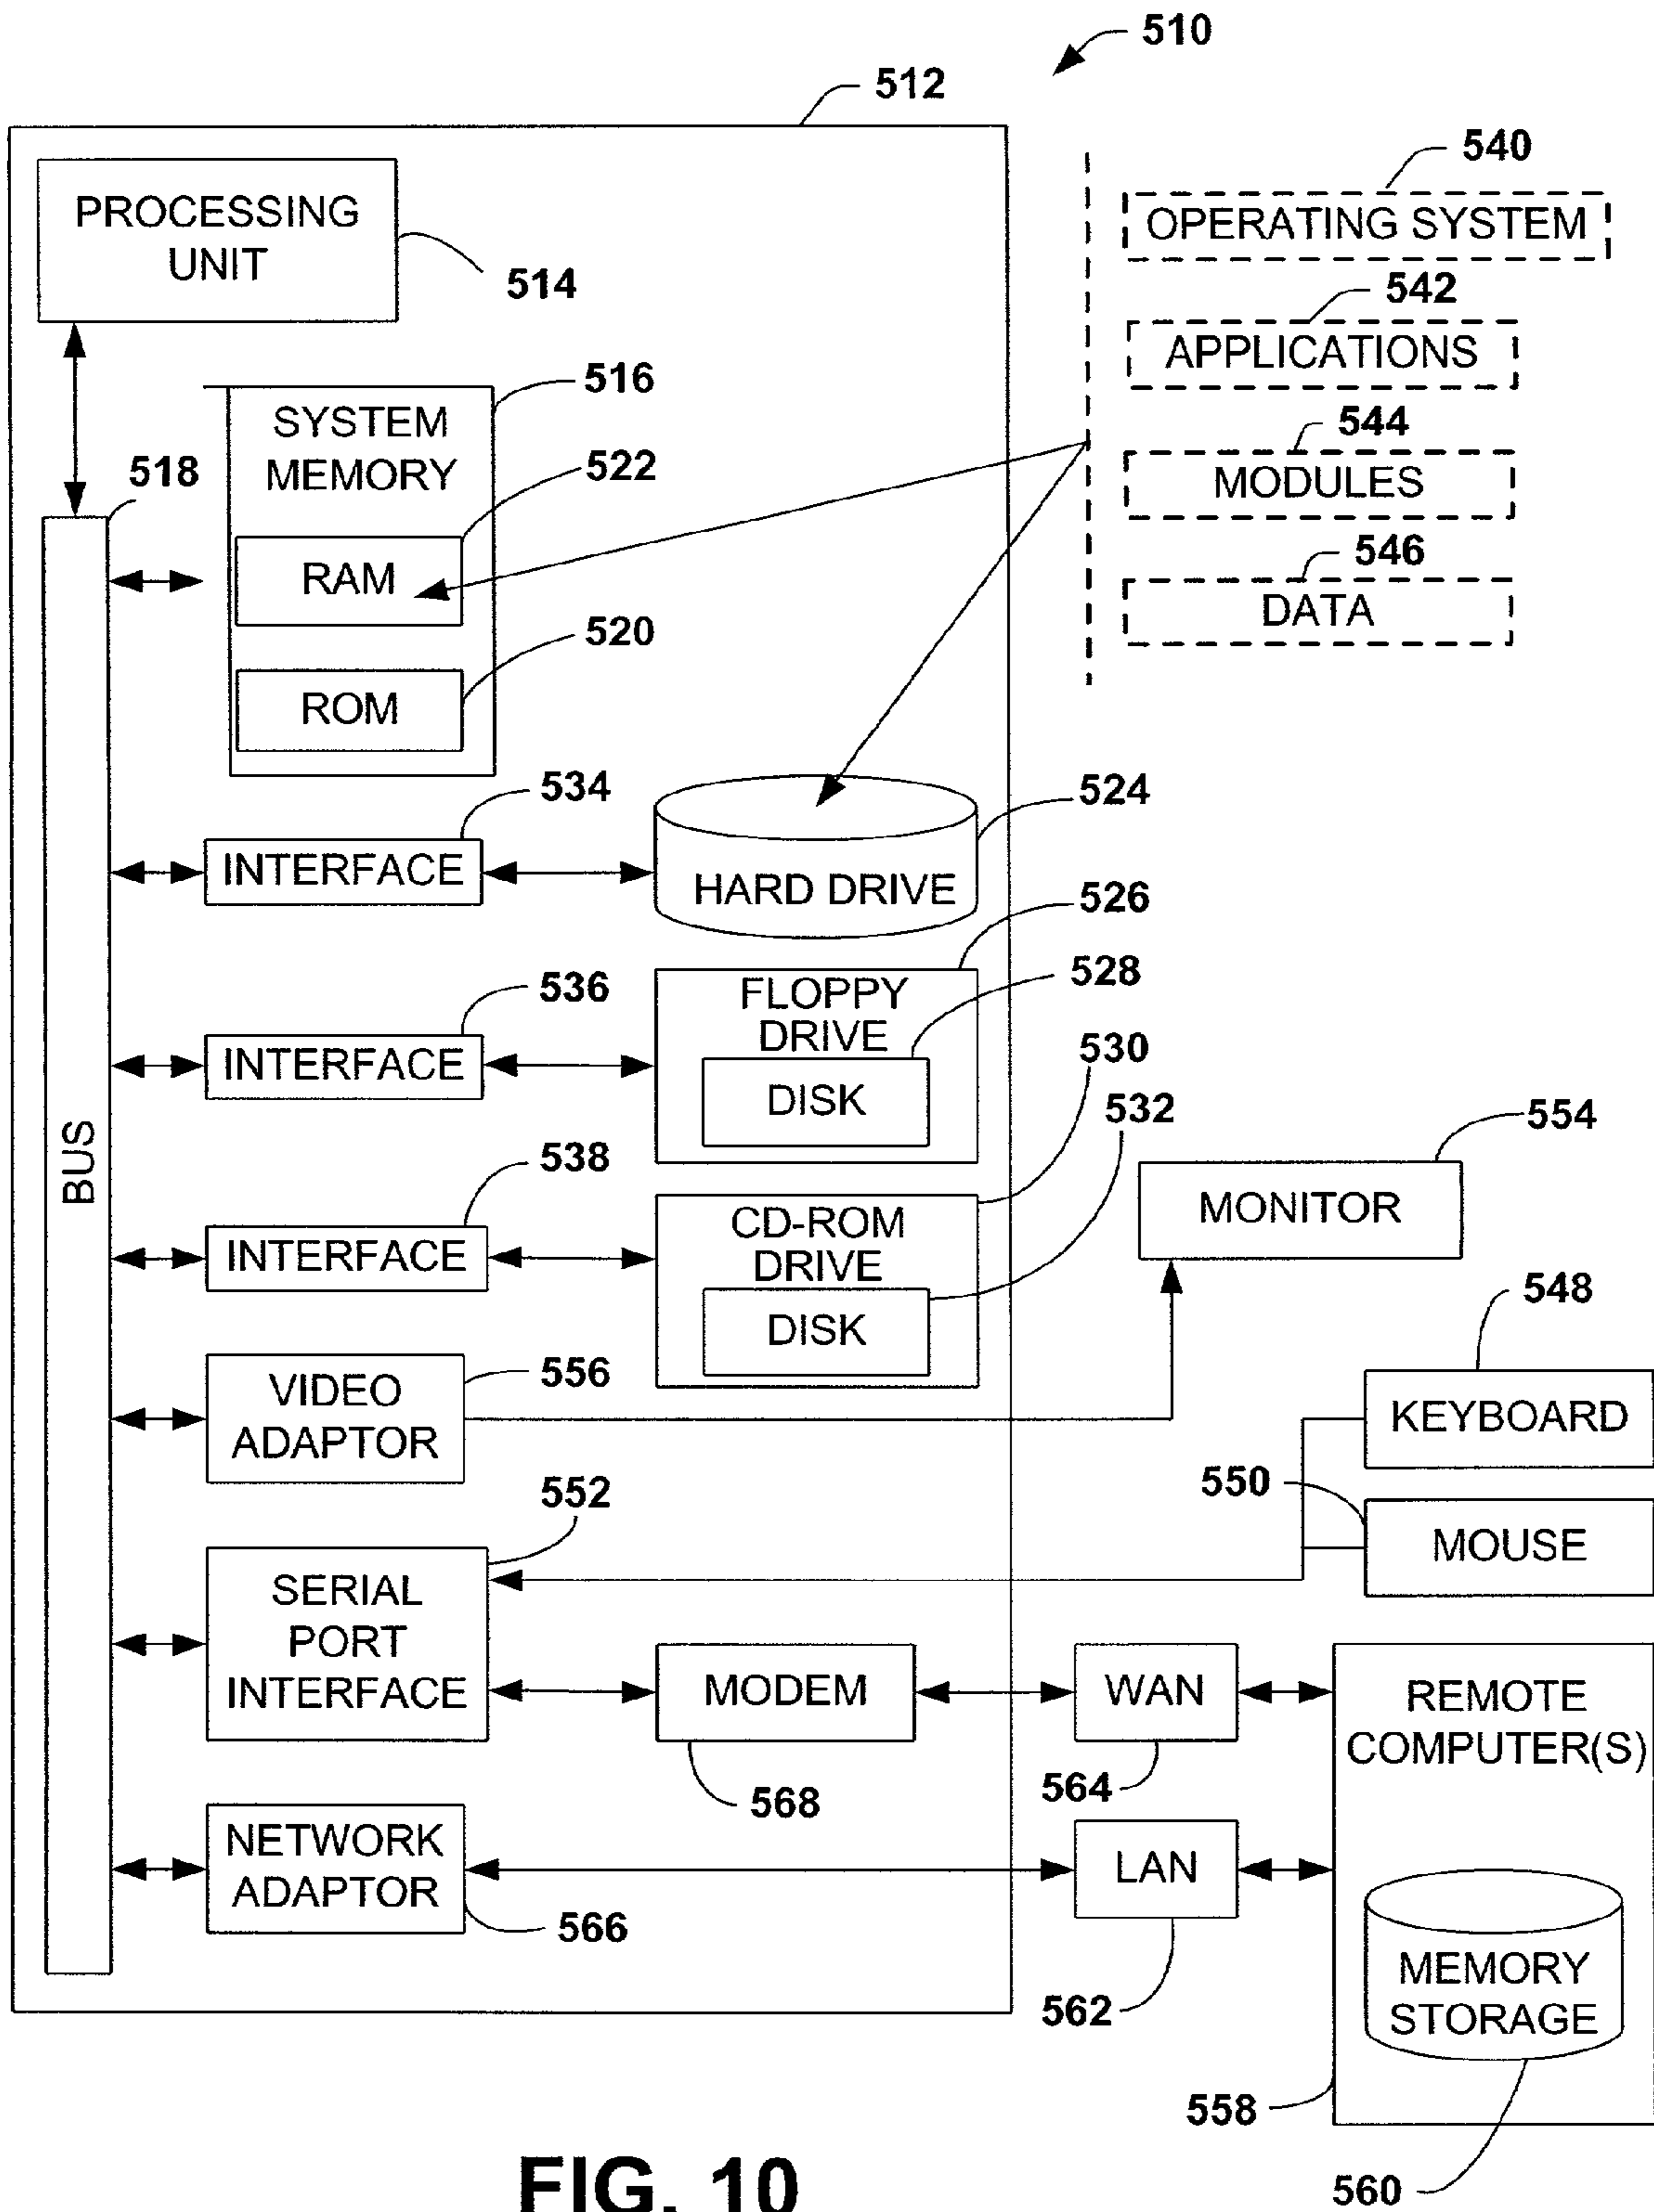 510
512
540
PROCESSING
UNIT
514
OPERATING SYSTEM
542
APPLICATIONS
516
SYSTEM
MEMORY
518
522
544
MODULES
RAM
546
DATA
520
ROM
534
524
INTERFACE
HARD DRIVE
526
536
528
FLOPPY
DRIVE
INTERFACE
530
DISK
532
554
BUS
538
MONITOR
CD-ROM
DRIVE
INTERFACE
548
DISK
556
VIDEO
ADAPTOR
KEYBOARD
552
550
MOUSE
SERIAL
PORT
INTERFACE
MODEM
WAN
REMOTE
COMPUTER(S)
568
564
NETWORK
ADAPTOR
LAN
566
562
MEMORY
STORAGE
558
560
FIG. 10